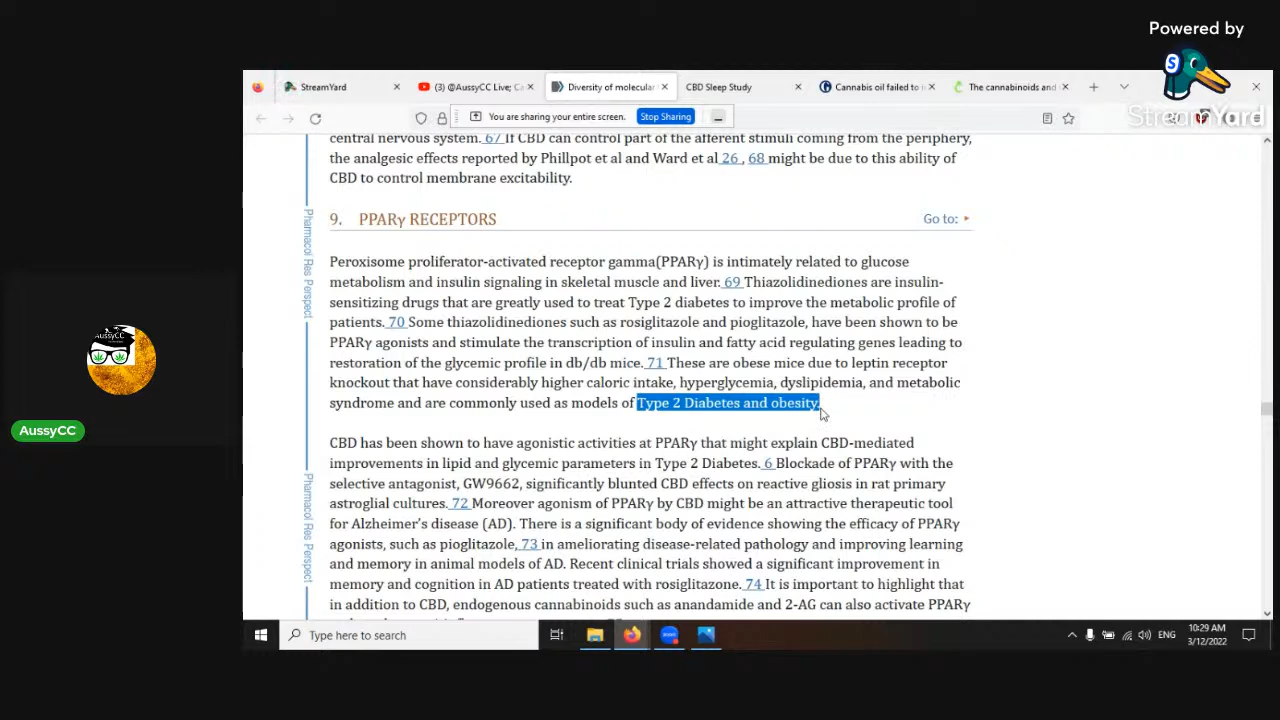 Powered by
StreamYard
StreamYard
(3) @AussyCC Live; Ca
Diversity of molecular
CBD Sleep Study
Cannabis oil failed to i
The cannabinoids and
You are sharing your entire screen.
Stop Sharing
central nervous system. 67 If CBD can control part of the afferent stimuli coming from the periphery,
the analgesic effects reported by Phillpot et al and Ward et al 26 , 68 might be due to this ability of
CBD to control membrane excitability.
9. PPARγ RECEPTORS
Go to:
Pharmacol Res Perspect
Peroxisome proliferator-activated receptor gamma(PPARγ) is intimately related to glucose
metabolism and insulin signaling in skeletal muscle and liver. 69 Thiazolidinediones are insulin-
sensitizing drugs that are greatly used to treat Type 2 diabetes to improve the metabolic profile of
patients. 70 Some thiazolidinediones such as rosiglitazole and pioglitazole, have been shown to be
PPARγ agonists and stimulate the transcription of insulin and fatty acid regulating genes leading to
restoration of the glycemic profile in db/db mice. 71 These are obese mice due to leptin receptor
knockout that have considerably higher caloric intake, hyperglycemia, dyslipidemia, and metabolic
syndrome and are commonly used as models of Type 2 Diabetes and obesity.
AussyCC
AussyCC
CBD has been shown to have agonistic activities at PPARγ that might explain CBD-mediated
improvements in lipid and glycemic parameters in Type 2 Diabetes. 6 Blockade of PPARγ with the
selective antagonist, GW9662, significantly blunted CBD effects on reactive gliosis in rat primary
astroglial cultures. 72 Moreover agonism of PPARγ by CBD might be an attractive therapeutic tool
for Alzheimer's disease (AD). There is a significant body of evidence showing the efficacy of PPARγ
agonists, such as pioglitazole, 73 in ameliorating disease-related pathology and improving learning
and memory in animal models of AD. Recent clinical trials showed a significant improvement in
memory and cognition in AD patients treated with rosiglitazone. 74 It is important to highlight that
in addition to CBD, endogenous cannabinoids such as anandamide and 2-AG can also activate PPARγ
Pharmacol Res Perspect
Type here to search
zoom
ENG
10:29 AM
3/12/2022